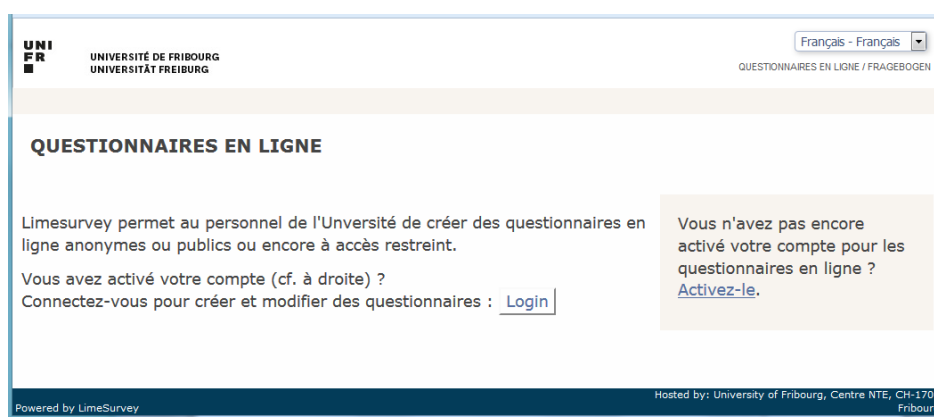 UNI
FR
UNIVERSITÉ DE FRIBOURG
UNIVERSITÄT FREIBURG
Français - Français
QUESTIONNAIRES EN LIGNE / FRAGEBOGEN
QUESTIONNAIRES EN LIGNE
Limesurvey permet au personnel de l'Unversité de créer des questionnaires en
ligne anonymes ou publics ou encore à accès restreint.
Vous avez activé votre compte (cf. à droite) ?
Connectez-vous pour créer et modifier des questionnaires : Login
Vous n'avez pas encore
activé votre compte pour les
questionnaires en ligne ?
Activez-le.
Powered by LimeSurvey
Hosted by: University of Fribourg, Centre NTE, CH-170
Fribour